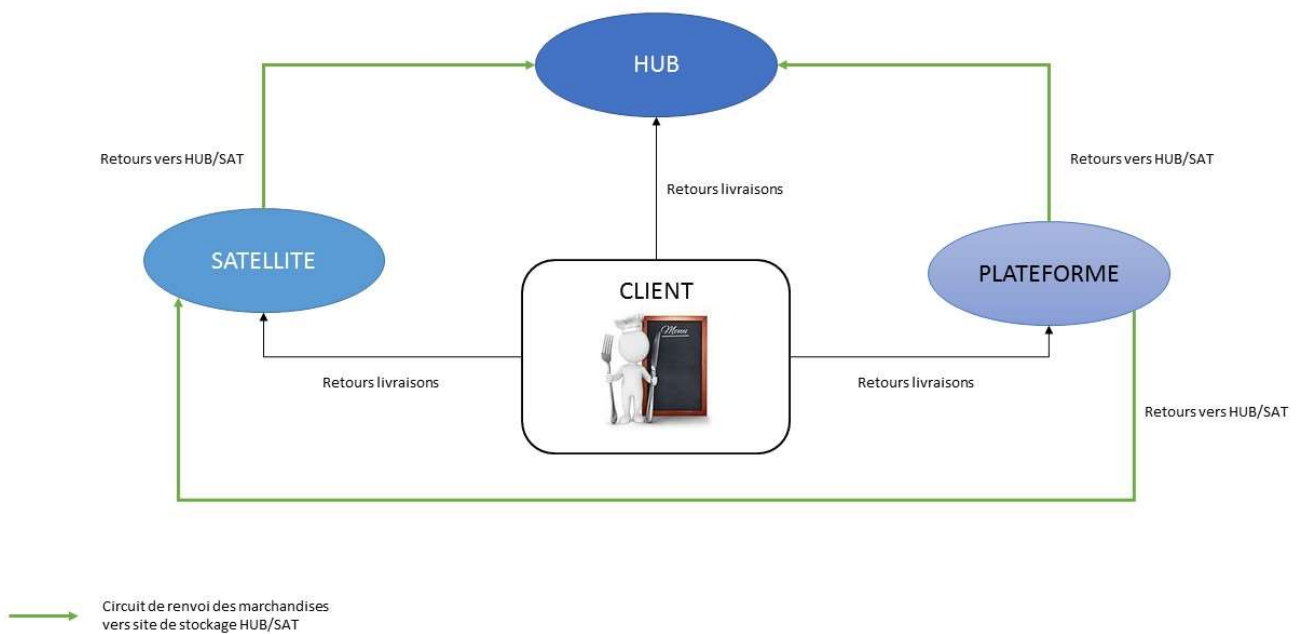 HUB
Retours vers HUB/SAT
Retours vers HUB/SAT
Retours livraisons
SATELLITE
PLATEFORME
CLIENT
Menu
Retours livraisons
Retours livraisons
Retours vers HUB/SAT
Circuit de renvoi des marchandises
vers site de stockage HUB/SAT